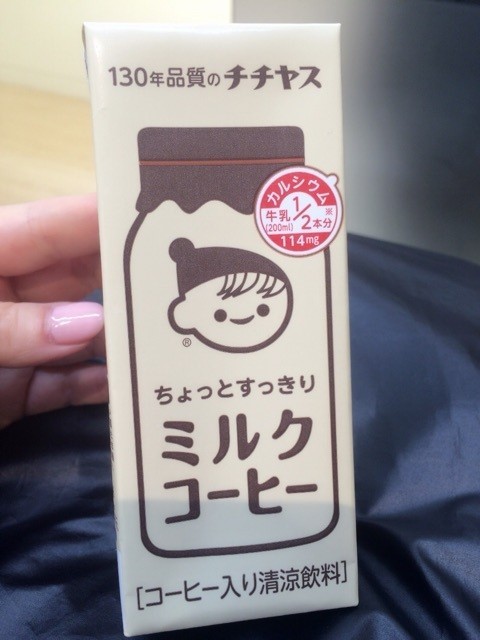 130年品質のチチヤス
カルシウム
牛乳1/2本分※
(200ml)
114mg
®
ちょっとすっきり
ミルク
コーヒー
[コーヒー入り清涼飲料]